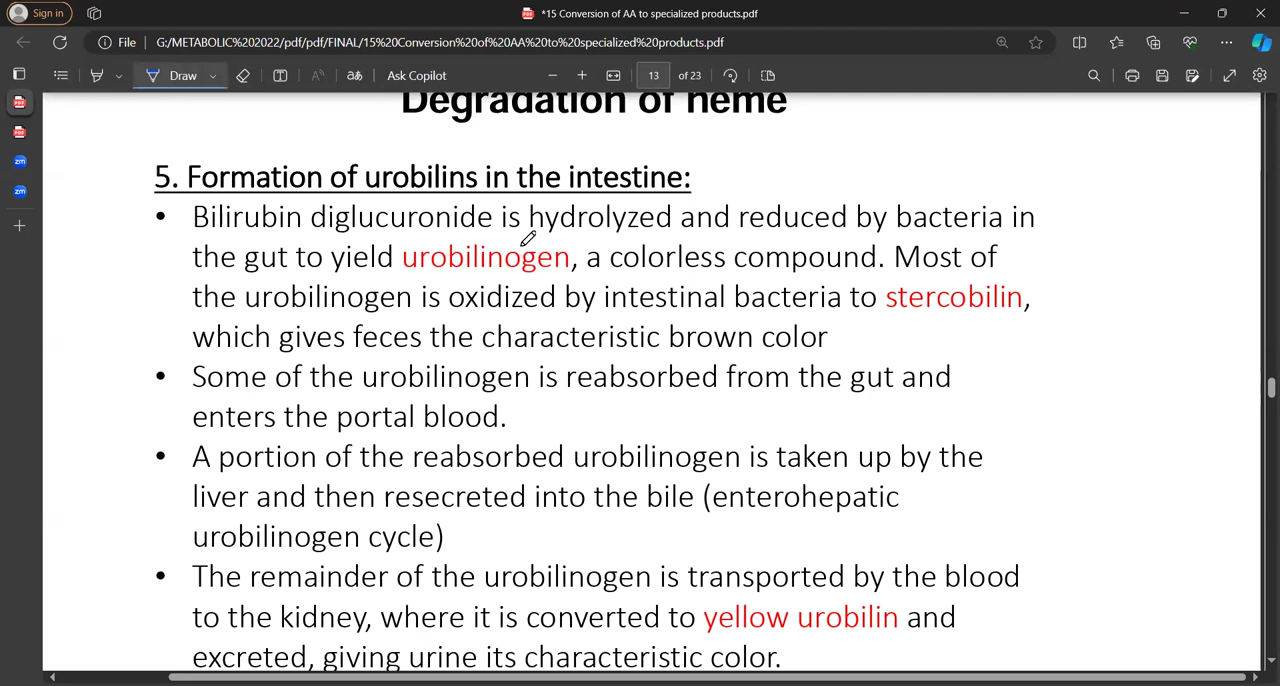 Sign in
*15 Conversion of AA to specialized products.pdf
File G:/METABOLIC%202022/pdf/pdf/FINAL/15%20Conversion%20of%20AA%20to%20specialized%20products.pdf
Draw
Ask Copilot
13 of 23
Degradation of heme
5. Formation of urobilins in the intestine:
• Bilirubin diglucuronide is hydrolyzed and reduced by bacteria in
the gut to yield urobilinogen, a colorless compound. Most of
the urobilinogen is oxidized by intestinal bacteria to stercobilin,
which gives feces the characteristic brown color
• Some of the urobilinogen is reabsorbed from the gut and
enters the portal blood.
• A portion of the reabsorbed urobilinogen is taken up by the
liver and then resecreted into the bile (enterohepatic
urobilinogen cycle)
• The remainder of the urobilinogen is transported by the blood
to the kidney, where it is converted to yellow urobilin and
excreted, giving urine its characteristic color.